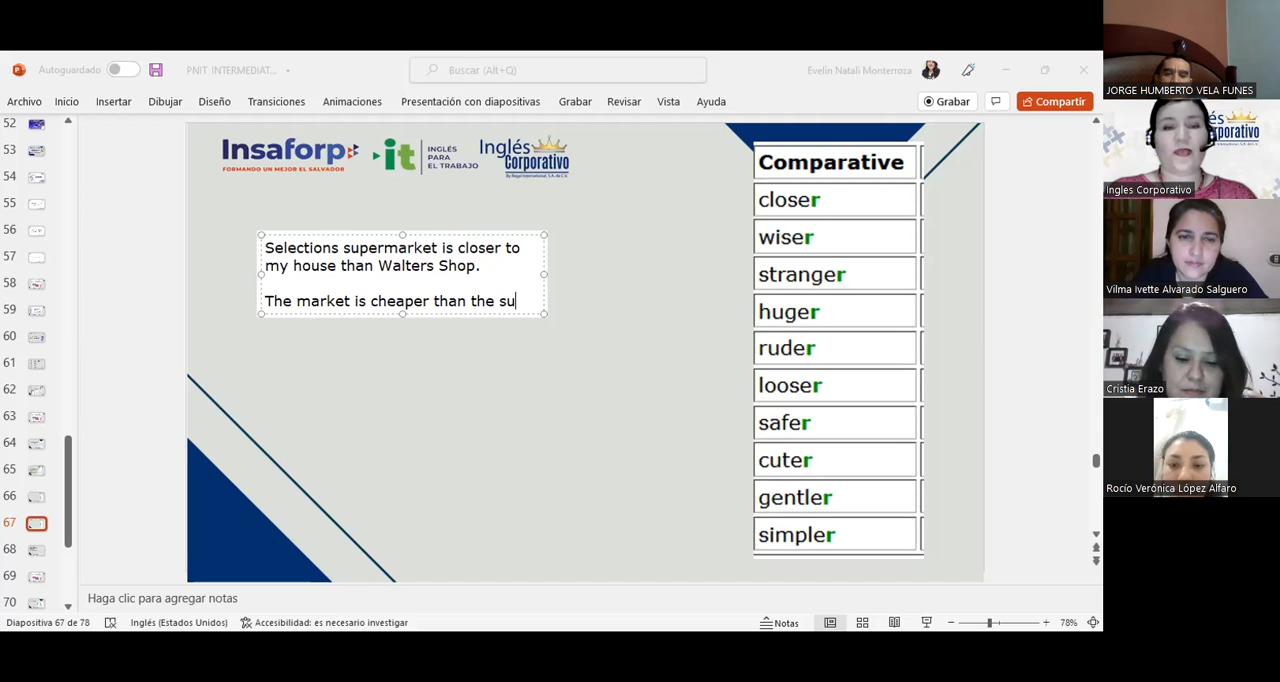 Autoguardado
PNIT INTERMEDIAT...
Buscar (Alt+Q)
Evelin Natali Monterroza
Archivo
Inicio
Insertar
Dibujar
Diseño
Transiciones
Animaciones
Presentación con diapositivas
Grabar
Revisar
Vista
Ayuda
Grabar
Compartir
52
53
54
55
56
57
58
59
60
61
62
63
64
65
66
67
68
69
70
Insaforp
FORMANDO UN MEJOR EL SALVADOR
it
INGLÉS
PARA
EL TRABAJO
Inglés
Corporativo
By Regal International, S.A. de C.V.
Selections supermarket is closer to
my house than Walters Shop.
The market is cheaper than the su
Comparative
closer
wiser
stranger
huger
ruder
looser
safer
cuter
gentler
simpler
Haga clic para agregar notas
Diapositiva 67 de 78
Inglés (Estados Unidos)
Accesibilidad: es necesario investigar
Notas
78%
JORGE HUMBERTO VELA FUNES
Ingles Corporativo
Vilma Ivette Alvarado Salguero
Cristia Erazo
Rocío Verónica López Alfaro